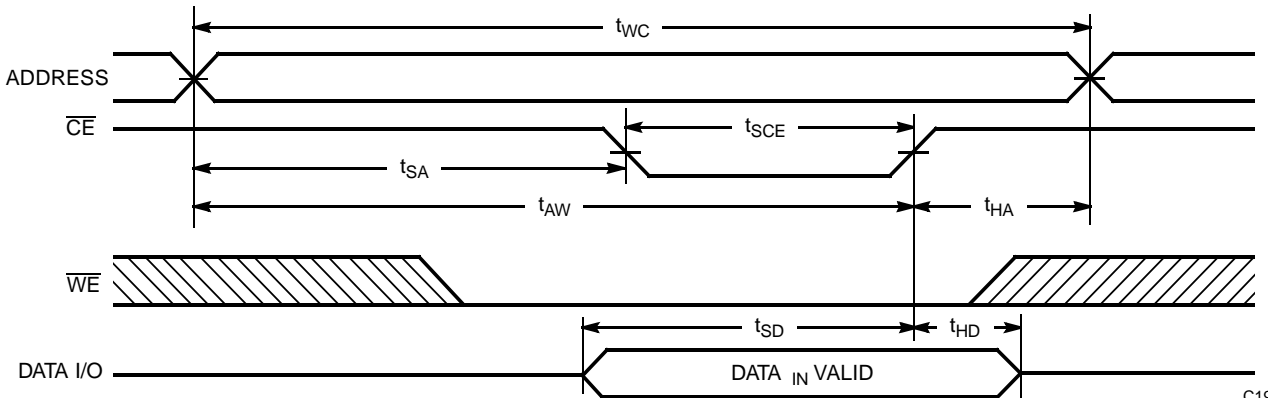 tWC
ADDRESS
CE
tSCE
tSA
tAW
tHA
WE
tSD
tHD
DATA I/O
DATA IN VALID